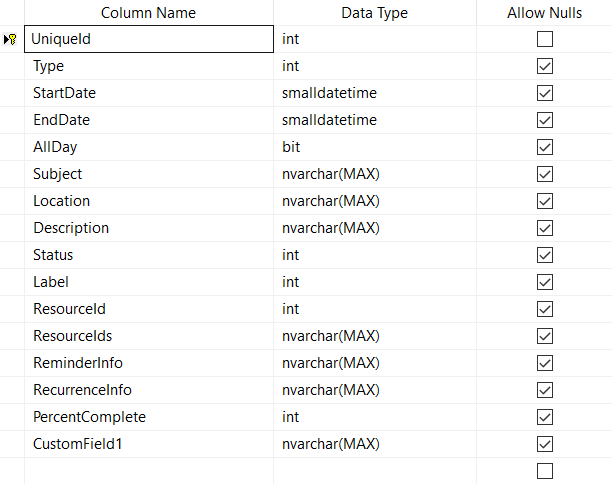 Column Name Data Type Allow Nulls
UniqueId int
Type int
StartDate smalldatetime
EndDate smalldatetime
AllDay bit
Subject nvarchar(MAX)
Location nvarchar(MAX)
Description nvarchar(MAX)
Status int
Label int
ResourceId int
ResourceIds nvarchar(MAX)
ReminderInfo nvarchar(MAX)
RecurrenceInfo nvarchar(MAX)
PercentComplete int
CustomField1 nvarchar(MAX)